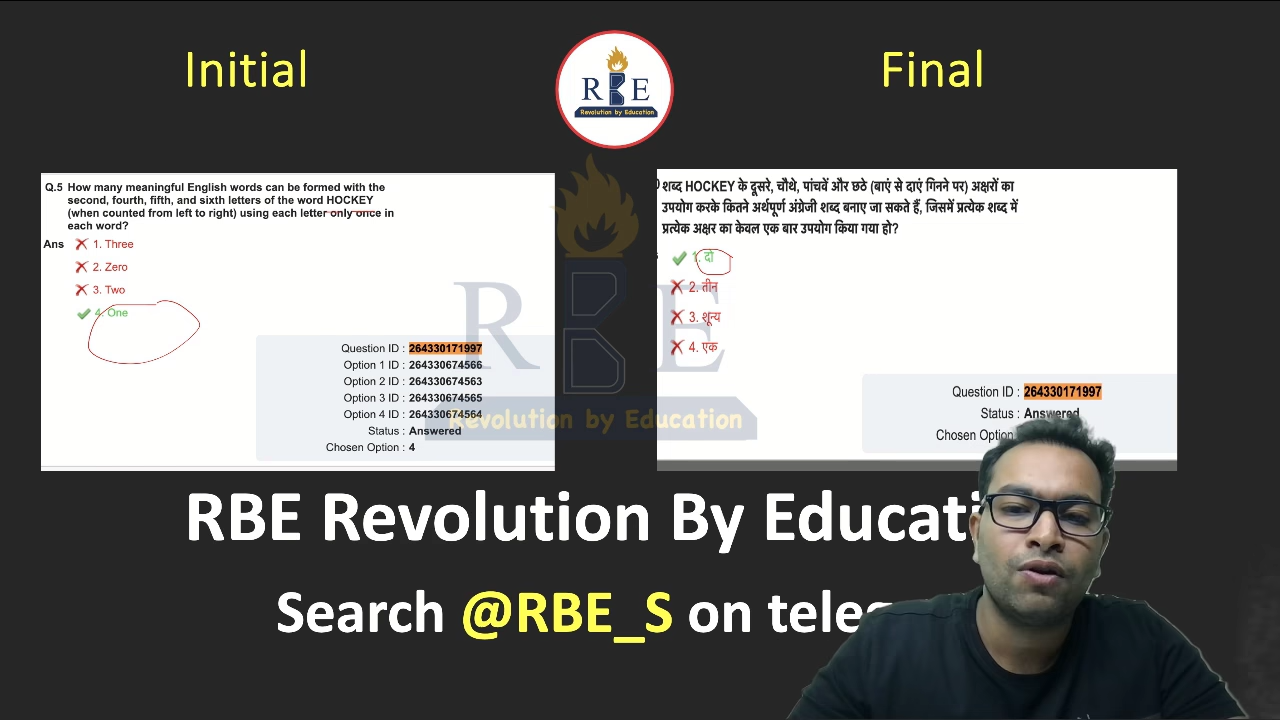 Initial
Final
R B E
Revolution by Education
Q.5 How many meaningful English words can be formed with the
second, fourth, fifth, and sixth letters of the word HOCKEY
(when counted from left to right) using each letter only once in
each word?
Ans 1. Three
2. Zero
3. Two
4. One
Question ID : 264330171997
Option 1 ID : 264330674566
Option 2 ID : 264330674563
Option 3 ID : 264330674565
Option 4 ID : 264330674564
Status : Answered
Chosen Option : 4
शब्द HOCKEY के दूसरे, चौथे, पांचवें और छठे (बाएं से दाएं गिनने पर) अक्षरों का
उपयोग करके कितने अर्थपूर्ण अंग्रेजी शब्द बनाए जा सकते हैं, जिसमें प्रत्येक शब्द में
प्रत्येक अक्षर का केवल एक बार उपयोग किया गया हो?
1. दो
2. तीन
3. शून्य
4. एक
Question ID : 264330171997
Status : Answered
Chosen Option
R B E
Revolution by Education
RBE Revolution By Educati
Search @RBE_S on teleg